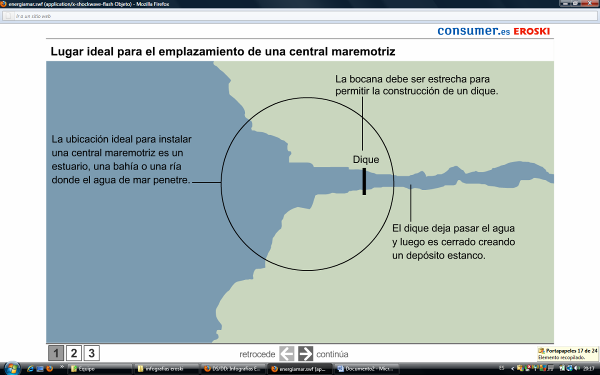 energiamar.swf (application/x-shockwave-flash Objeto) - Mozilla Firefox
Ir a un sitio web
consumer.es EROSKI
Lugar ideal para el emplazamiento de una central maremotriz
La bocana debe ser estrecha para
permitir la construcción de un dique.
La ubicación ideal para instalar
una central maremotriz es un
estuario, una bahía o una ría
donde el agua de mar penetre.
Dique
El dique deja pasar el agua
y luego es cerrado creando
un depósito estanco.
1 2 3
retrocede continúa
Portapapeles 17 de 24
Elemento recopilado.
Equipo
infografias eroski
DS/DD: Infografías E...
energiamar.swf (ap...
Documento2 - Micr...
ES
20:17